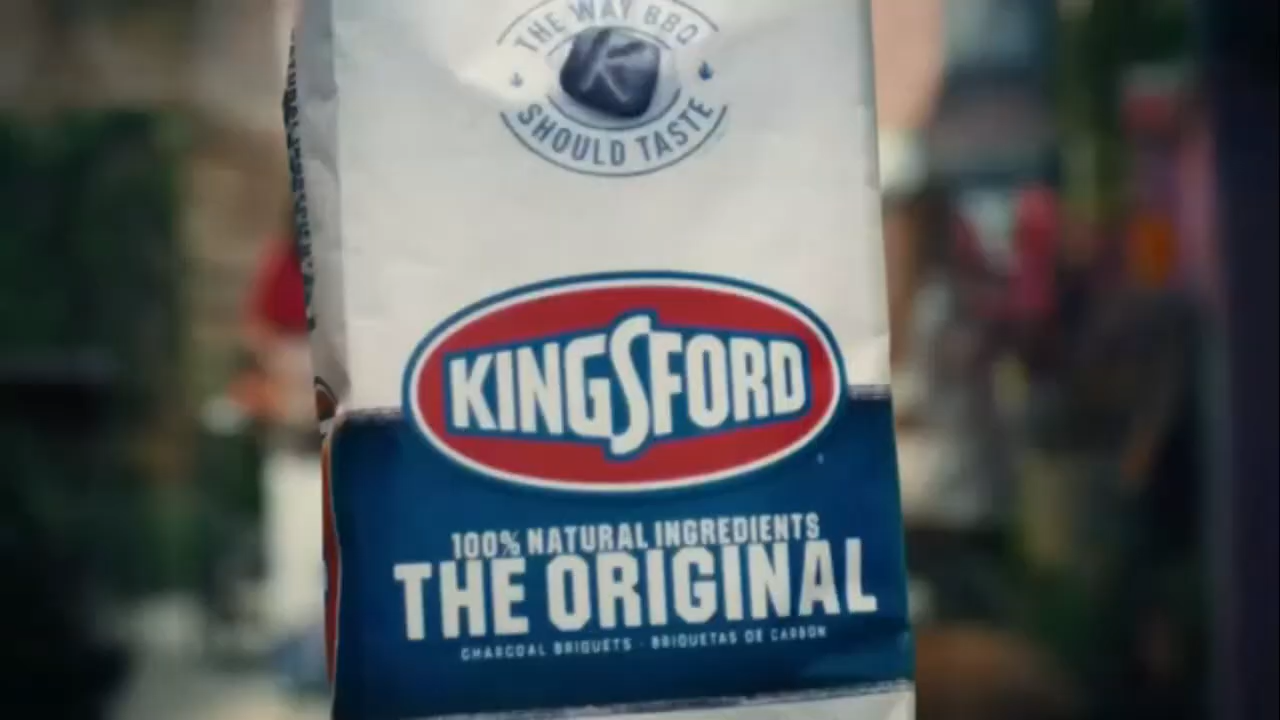 THE WAY BBQ
K
SHOULD TASTE
KINGSFORD
100% NATURAL INGREDIENTS
THE ORIGINAL
CHARCOAL BRIQUETS · BRIQUETAS DE CARBON